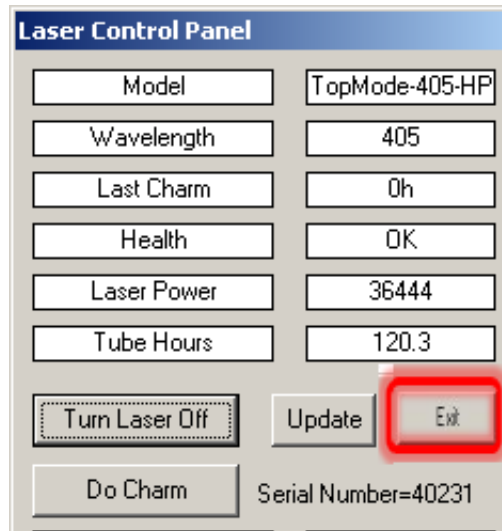 Laser Control Panel
Model TopMode-405-HP
Wavelength 405
Last Charm 0h
Health OK
Laser Power 36444
Tube Hours 120.3
Turn Laser Off Update Exit
Do Charm Serial Number=40231